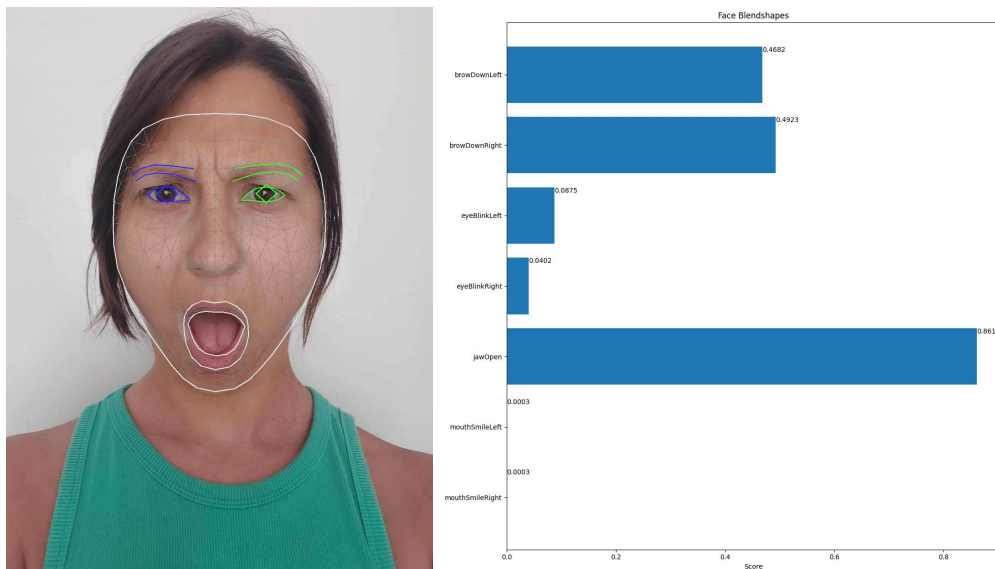 Face Blendshapes
browDownLeft
0.4682
browDownRight
0.4923
eyeBlinkLeft
0.0875
eyeBlinkRight
0.0402
jawOpen
0.861
mouthSmileLeft
0.0003
mouthSmileRight
0.0003
0.0 0.2 0.4 0.6 0.8
Score